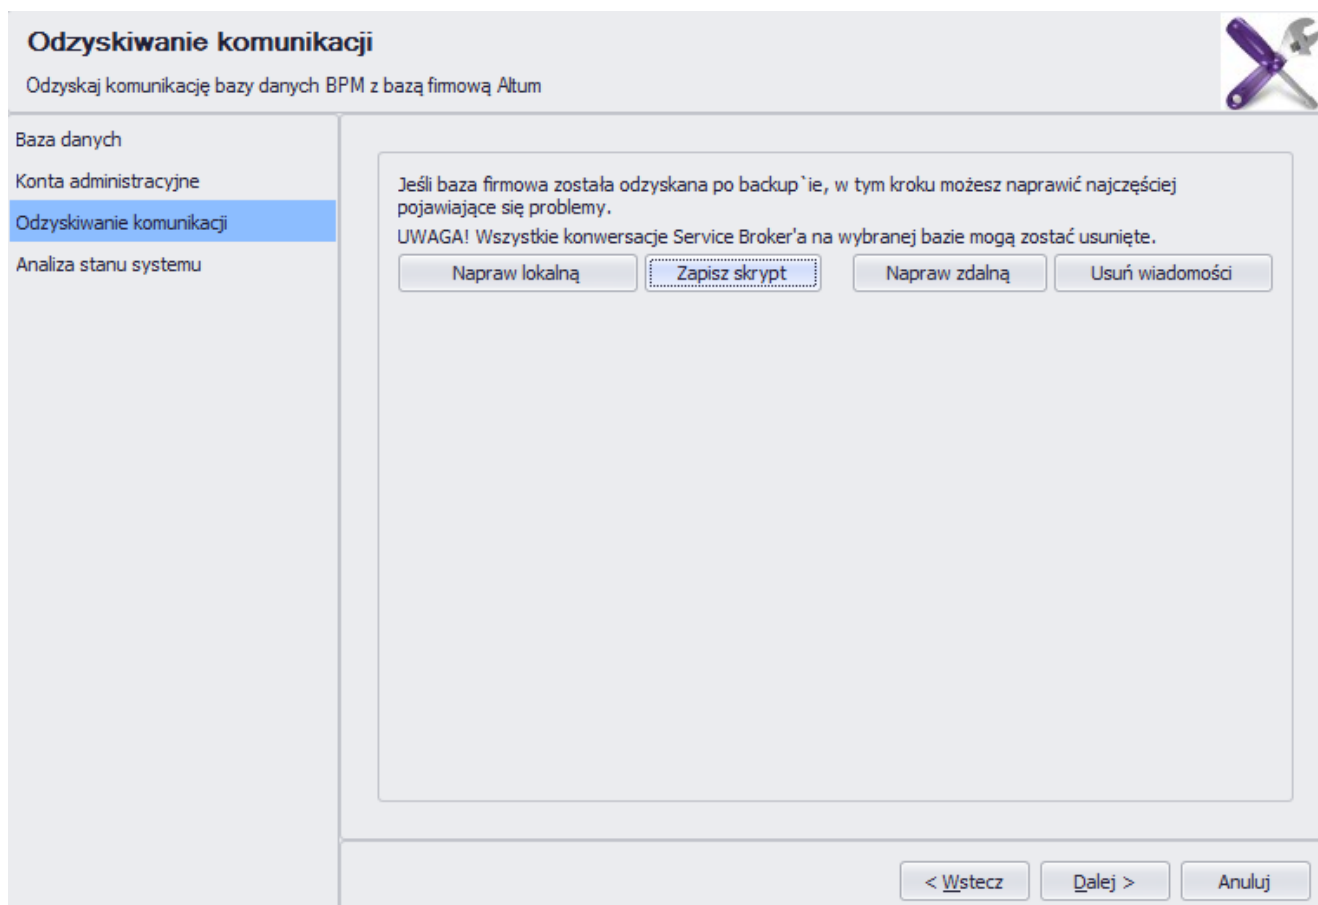 Odzyskiwanie komunikacji
Odzyskaj komunikację bazy danych BPM z bazą firmową Altum
Baza danych
Konta administracyjne
Odzyskiwanie komunikacji
Analiza stanu systemu
Jeśli baza firmowa została odzyskana po backup`ie, w tym kroku możesz naprawić najczęściej
pojawiające się problemy.
UWAGA! Wszystkie konwersacje Service Broker'a na wybranej bazie mogą zostać usunięte.
Napraw lokalną Zapisz skrypt Napraw zdalną Usuń wiadomości
< Wstecz Dalej > Anuluj